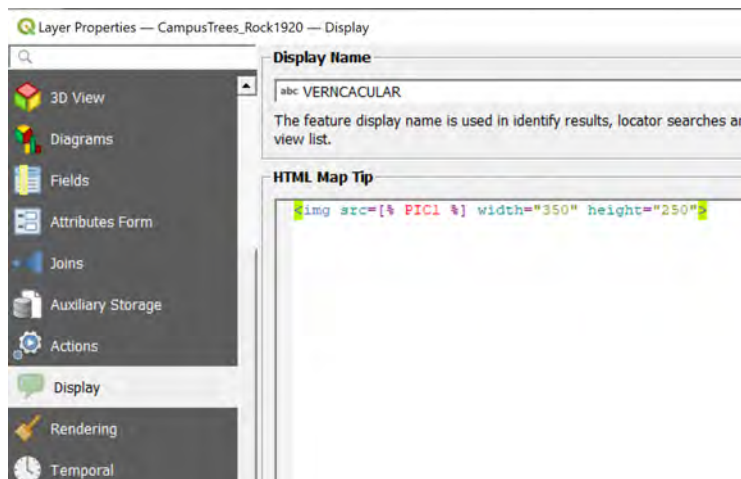 Layer Properties — CampusTrees_Rock1920 — Display
3D View
Diagrams
Fields
Attributes Form
Joins
Auxiliary Storage
Actions
Display
Rendering
Temporal
Display Name
abc VERNCACULAR
The feature display name is used in identify results, locator searches
view list.
HTML Map Tip
<img src=[% PIC1 %] width="350" height="250">